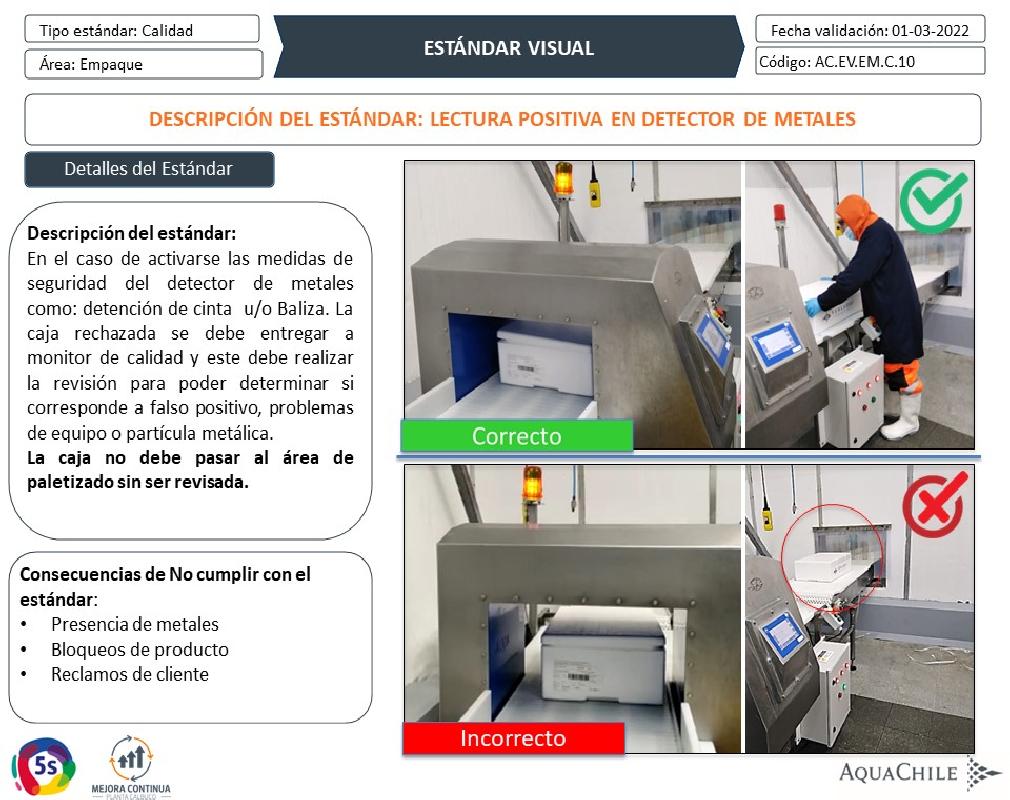 Tipo estándar: Calidad
Área: Empaque
ESTÁNDAR VISUAL
Fecha validación: 01-03-2022
Código: AC.EV.EM.C.10
DESCRIPCIÓN DEL ESTÁNDAR: LECTURA POSITIVA EN DETECTOR DE METALES
Detalles del Estándar
Descripción del estándar:
En el caso de activarse las medidas de
seguridad del detector de metales
como: detención de cinta u/o Baliza. La
caja rechazada se debe entregar a
monitor de calidad y este debe realizar
la revisión para poder determinar si
corresponde a falso positivo, problemas
de equipo o partícula metálica.
La caja no debe pasar al área de
paletizado sin ser revisada.
Correcto
Consecuencias de No cumplir con el
estándar:
• Presencia de metales
• Bloqueos de producto
• Reclamos de cliente
Incorrecto
5s
MEJORA CONTINUA
PLANTA CALBUCO
AQUACHILE